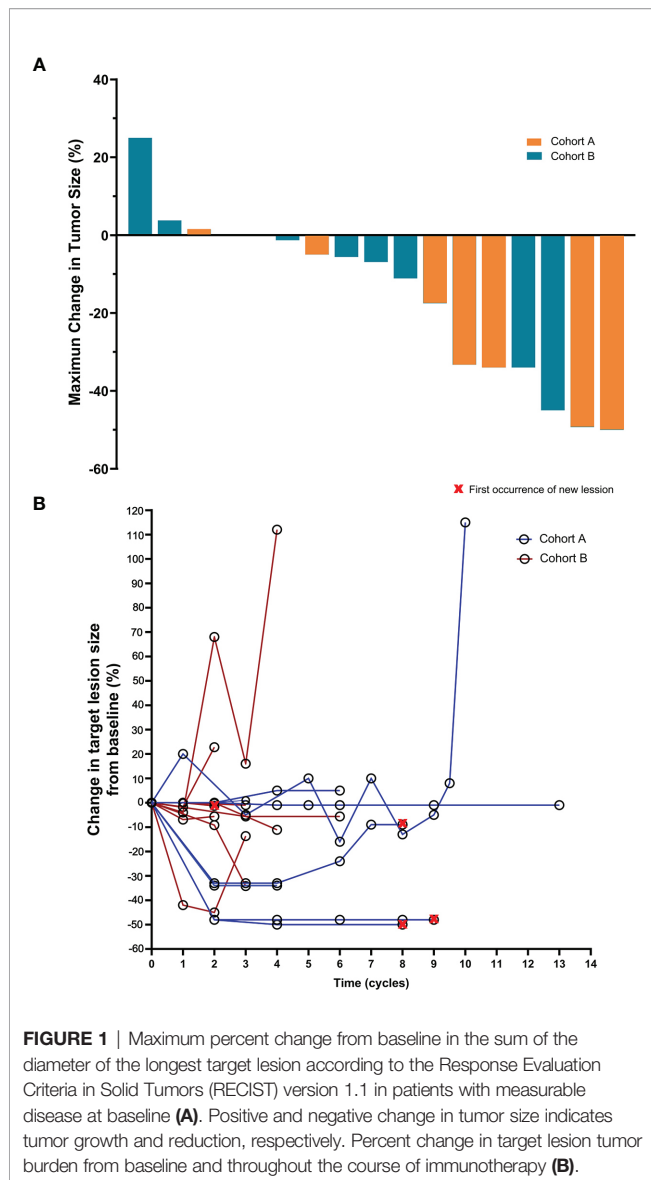 A
40
20
0
-20
-40
-60
Maximun Change in Tumor Size (%)
Cohort A
Cohort B
First occurrence of new lession
B
120
110
100
90
80
70
60
50
40
30
20
10
0
-10
-20
-30
-40
-50
-60
Change in target lesion size
from baseline (%)
Cohort A
Cohort B
0 1 2 3 4 5 6 7 8 9 10 11 12 13 14
Time (cycles)
FIGURE 1 | Maximum percent change from baseline in the sum of the
diameter of the longest target lesion according to the Response Evaluation
Criteria in Solid Tumors (RECIST) version 1.1 in patients with measurable
disease at baseline (A). Positive and negative change in tumor size indicates
tumor growth and reduction, respectively. Percent change in target lesion tumor
burden from baseline and throughout the course of immunotherapy (B).